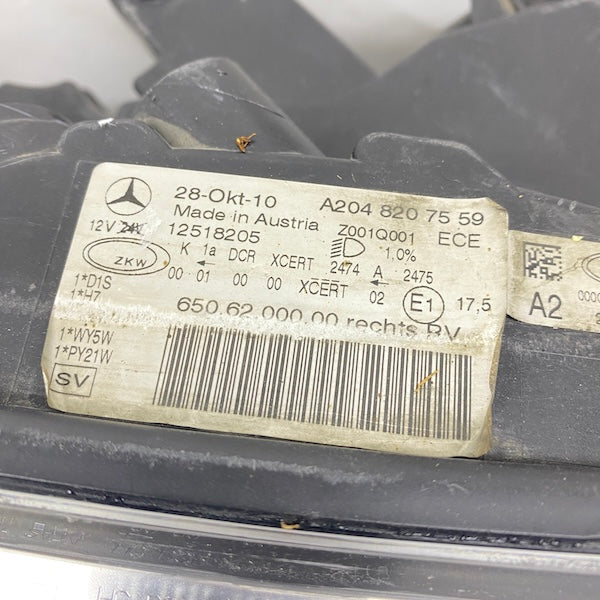 28-Okt-10 A204 820 75 59
Made in Austria Z001Q001 ECE
12V 24V 12518205 1,0%
ZKW K 1a DCR XCERT 2474 A 2475
00 01 00 00 XCERT 02 E1 17,5
1*D1S
1*H7
650.62.000.00 rechts RV
1*WY5W
1*PY21W
SV
A2